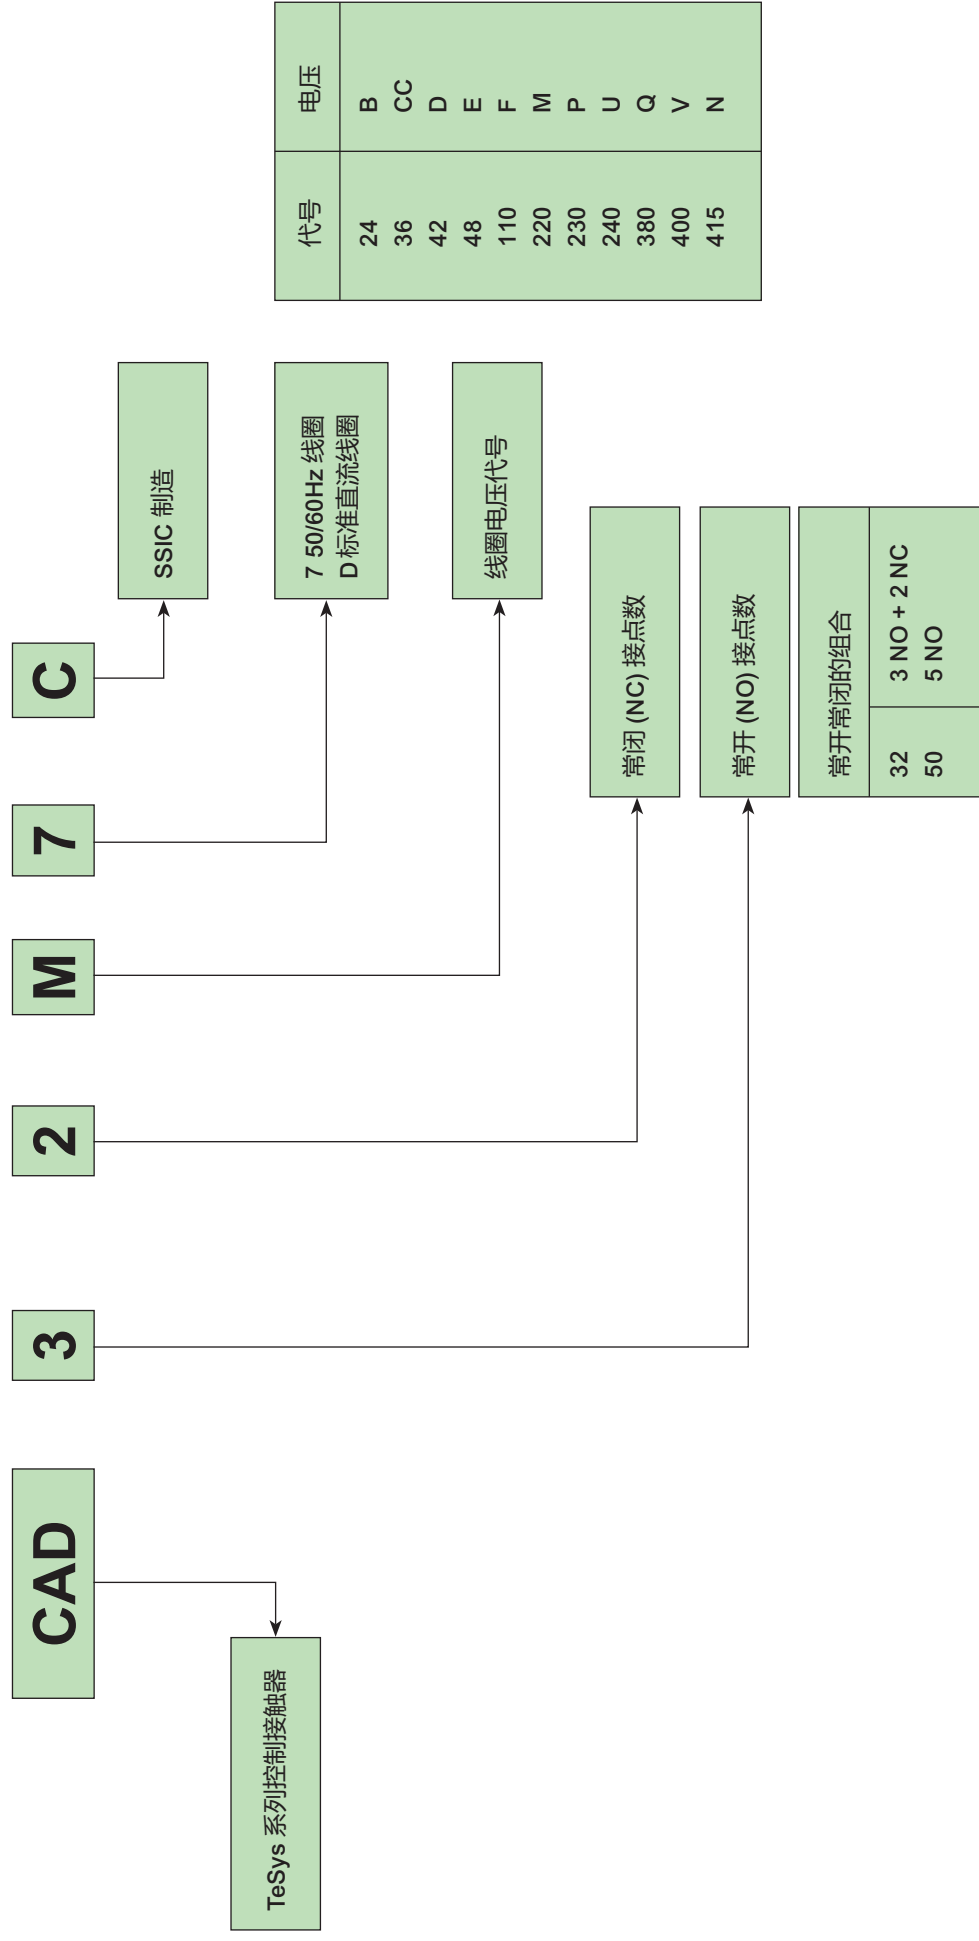 CAD
3
2
M
7
C
TeSys 系列控制接触器
SSIC 制造
7 50/60Hz 线圈
D 标准直流线圈
线圈电压代号
常闭 (NC) 接点数
常开 (NO) 接点数
常开常闭的组合
32 3 NO + 2 NC
50 5 NO
代号 电压
24 B
36 CC
42 D
48 E
110 F
220 M
230 P
240 U
380 Q
400 V
415 N